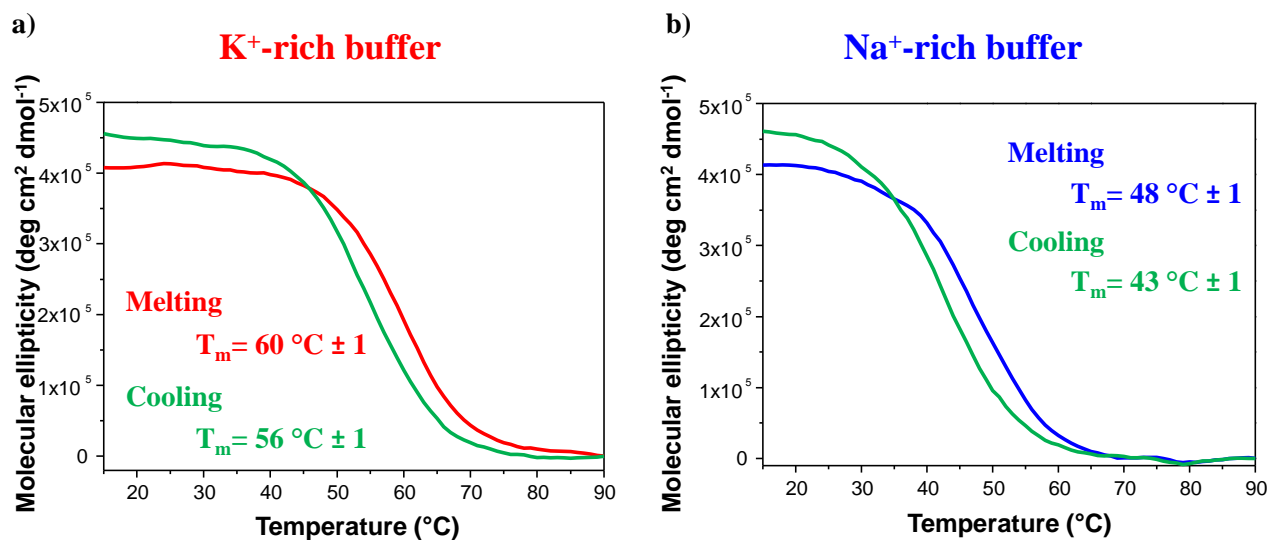 a)
K⁺-rich buffer
Molecular ellipticity (deg cm² dmol⁻¹)
5x10⁵
4x10⁵
3x10⁵
2x10⁵
1x10⁵
0
Melting
Tₘ= 60 °C ± 1
Cooling
Tₘ= 56 °C ± 1
20 30 40 50 60 70 80 90
Temperature (°C)
b)
Na⁺-rich buffer
Molecular ellipticity (deg cm² dmol⁻¹)
5x10⁵
4x10⁵
3x10⁵
2x10⁵
1x10⁵
0
Melting
Tₘ= 48 °C ± 1
Cooling
Tₘ= 43 °C ± 1
20 30 40 50 60 70 80 90
Temperature (°C)